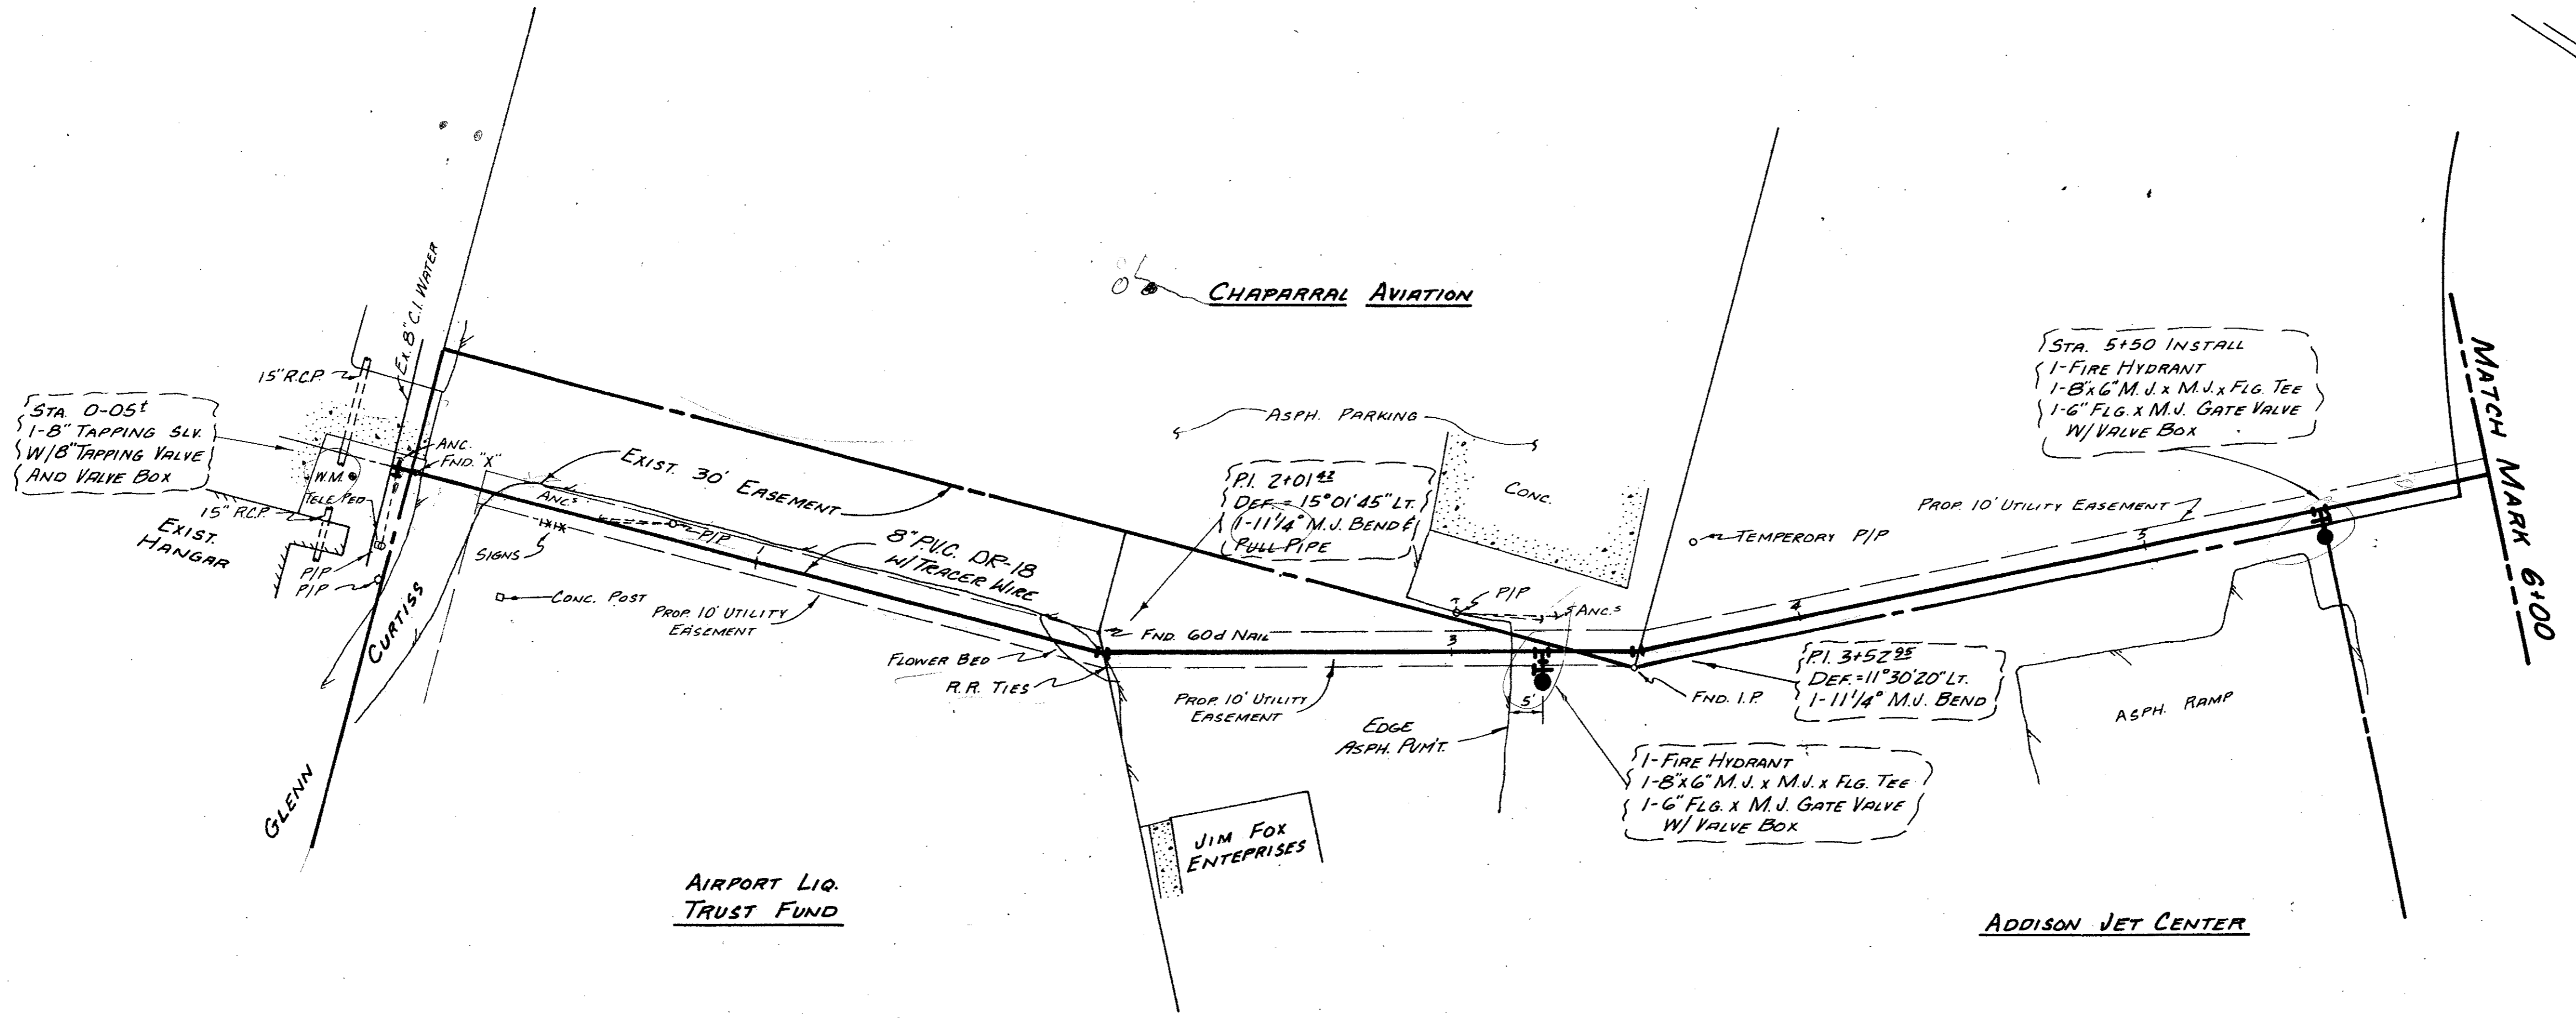 CHAPARRAL AVIATION
EX. 8" C.I. WATER
15" R.C.P.
STA. 0-05±
1-8" TAPPING SLV.
W/8" TAPPING VALVE
AND VALVE BOX
ANC.
FND. "X"
W.M.
TELE PED
15" R.C.P.
EXIST.
HANGAR
P/P
P/P
GLENN CURTISS
SIGNS
ANCS
P/P
CONC. POST
EXIST. 30' EASEMENT
8" P.V.C. DR-18
W/ TRACER WIRE
1
PROP. 10' UTILITY
EASEMENT
FLOWER BED
R.R. TIES
FND. 60d NAIL
ASPH. PARKING
P.I. 2+01 42
DEF. = 15°01'45" LT.
1-11 1/4° M.J. BEND &
PULL PIPE
CONC.
P/P
ANCS
3
PROP. 10' UTILITY
EASEMENT
EDGE
ASPH. PVM'T.
5'
TEMPERORY P/P
FND. I.P.
P.I. 3+52 95
DEF. = 11°30'20" LT.
1-11 1/4° M.J. BEND
1-FIRE HYDRANT
1-8"x6" M.J. x M.J. x FLG. TEE
1-6" FLG. x M.J. GATE VALVE
W/ VALVE BOX
4
5
PROP. 10' UTILITY EASEMENT
STA. 5+50 INSTALL
1-FIRE HYDRANT
1-8"x6" M.J. x M.J. x FLG. TEE
1-6" FLG. x M.J. GATE VALVE
W/ VALVE BOX
MATCH MARK 6+00
ASPH. RAMP
JIM FOX
ENTEPRISES
AIRPORT LIQ.
TRUST FUND
ADDISON JET CENTER